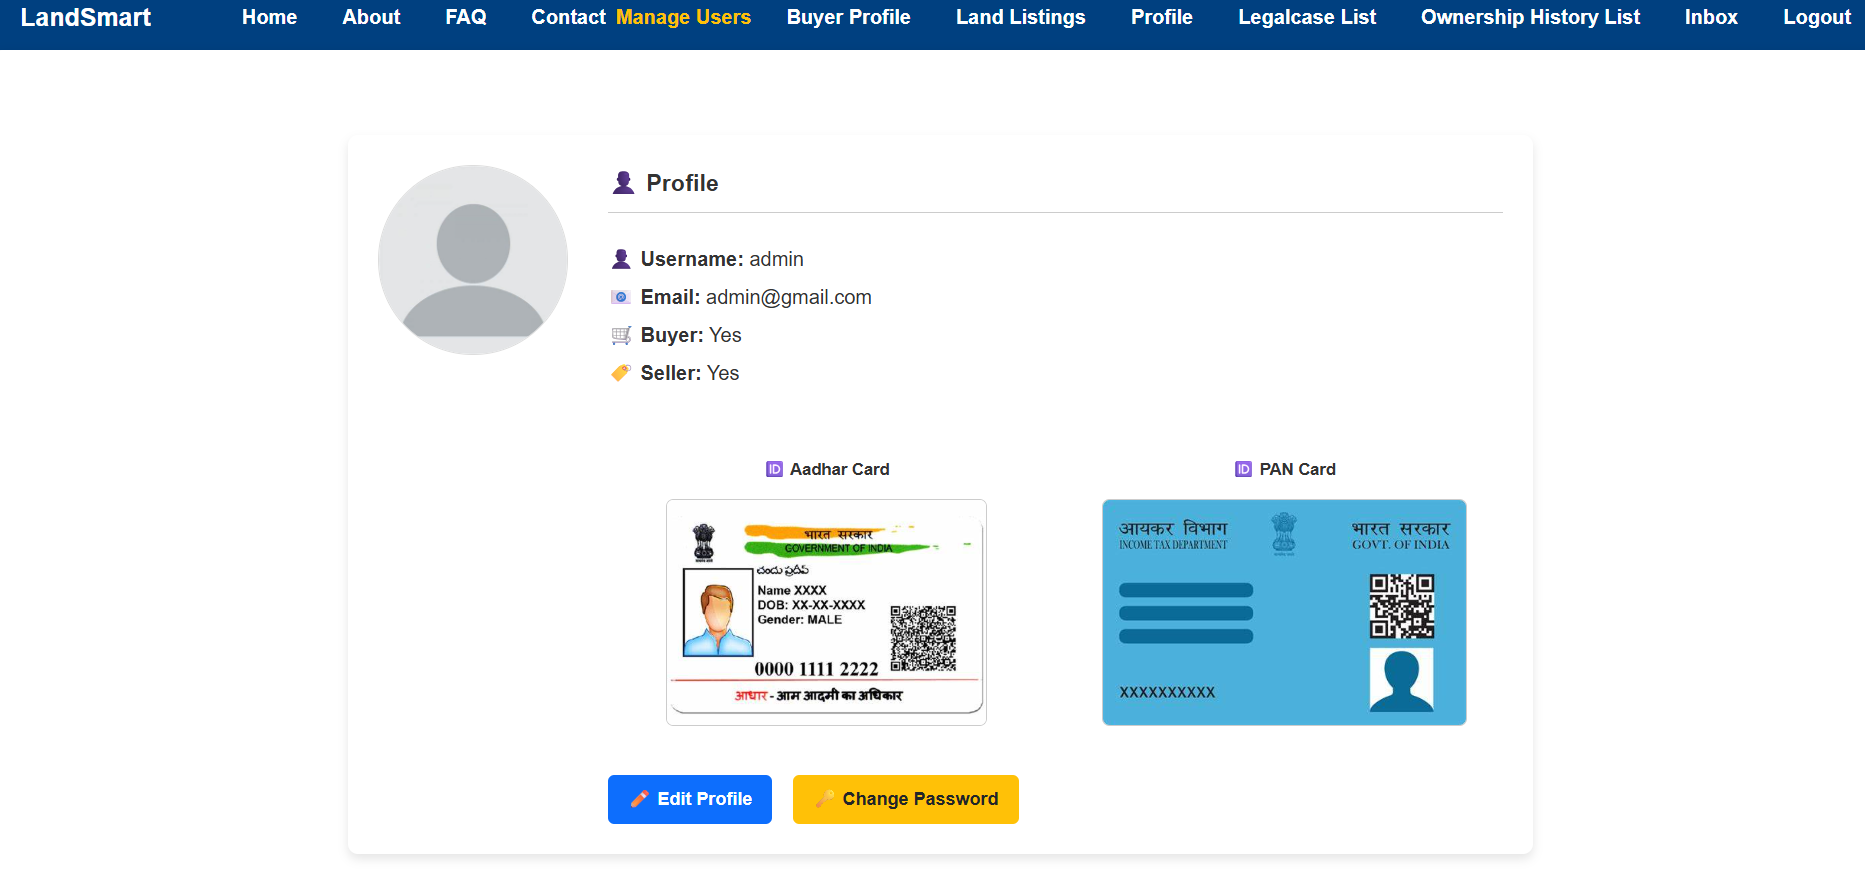 LandSmart Home About FAQ Contact Manage Users Buyer Profile Land Listings Profile Legalcase List Ownership History List Inbox Logout
Profile
Username: admin
Email: admin@gmail.com
Buyer: Yes
Seller: Yes
ID Aadhar Card
भारत सरकार
GOVERNMENT OF INDIA
చందు ప్రదీప్
Name XXXX
DOB: XX-XX-XXXX
Gender: MALE
0000 1111 2222
आधार - आम आदमी का अधिकार
ID PAN Card
आयकर विभाग भारत सरकार
INCOME TAX DEPARTMENT GOVT. OF INDIA
XXXXXXXXXX
Edit Profile Change Password